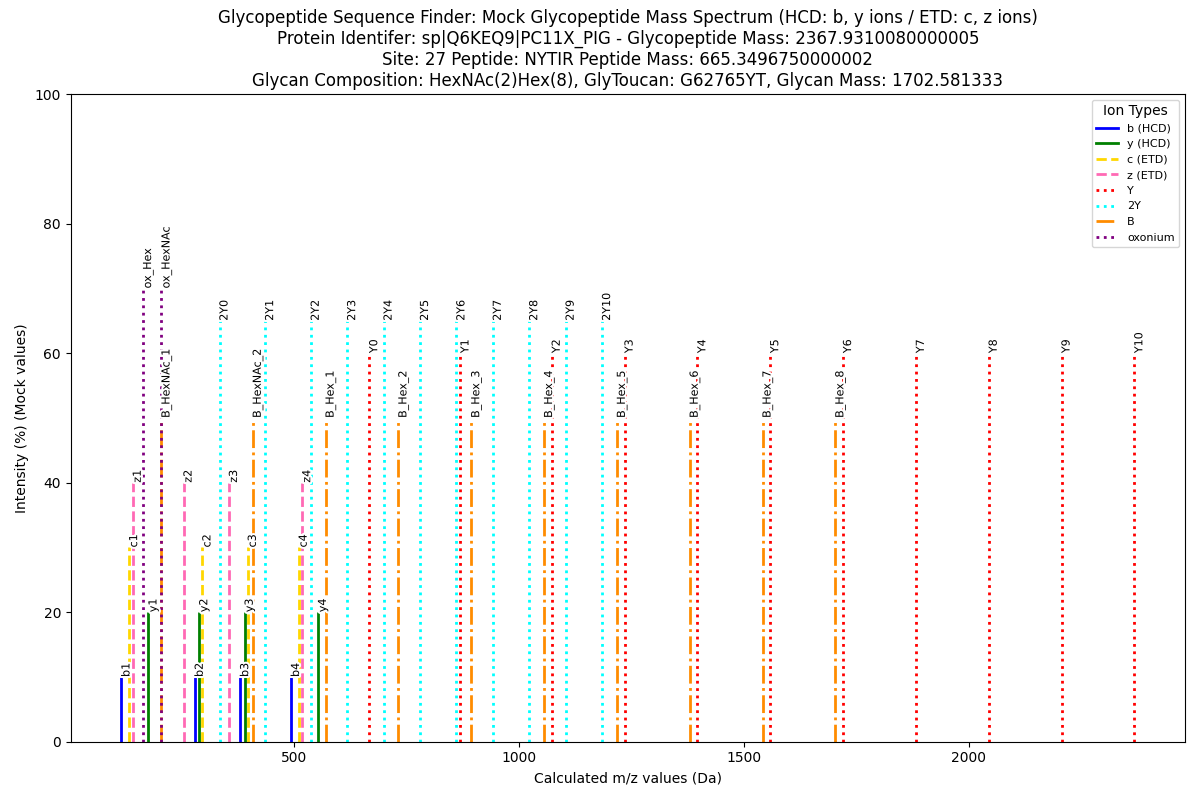 Glycopeptide Sequence Finder: Mock Glycopeptide Mass Spectrum (HCD: b, y ions / ETD: c, z ions)
Protein Identifer: sp|Q6KEQ9|PC11X_PIG - Glycopeptide Mass: 2367.9310080000005
Site: 27 Peptide: NYTIR Peptide Mass: 665.3496750000002
Glycan Composition: HexNAc(2)Hex(8), GlyToucan: G62765YT, Glycan Mass: 1702.581333
Intensity (%) (Mock values)
100
80
60
40
20
0
Ion Types
b (HCD)
y (HCD)
c (ETD)
z (ETD)
Y
2Y
B
oxonium
ox_Hex
ox_HexNAc
2Y0
2Y1
2Y2
2Y3
2Y4
2Y5
2Y6
2Y7
2Y8
2Y9
2Y10
Y0
Y1
Y2
Y3
Y4
Y5
Y6
Y7
Y8
Y9
Y10
B_HexNAc_1
B_HexNAc_2
B_Hex_1
B_Hex_2
B_Hex_3
B_Hex_4
B_Hex_5
B_Hex_6
B_Hex_7
B_Hex_8
z1
z2
z3
z4
c1
c2
c3
c4
y1
y2
y3
y4
b1
b2
b3
b4
500
1000
1500
2000
Calculated m/z values (Da)